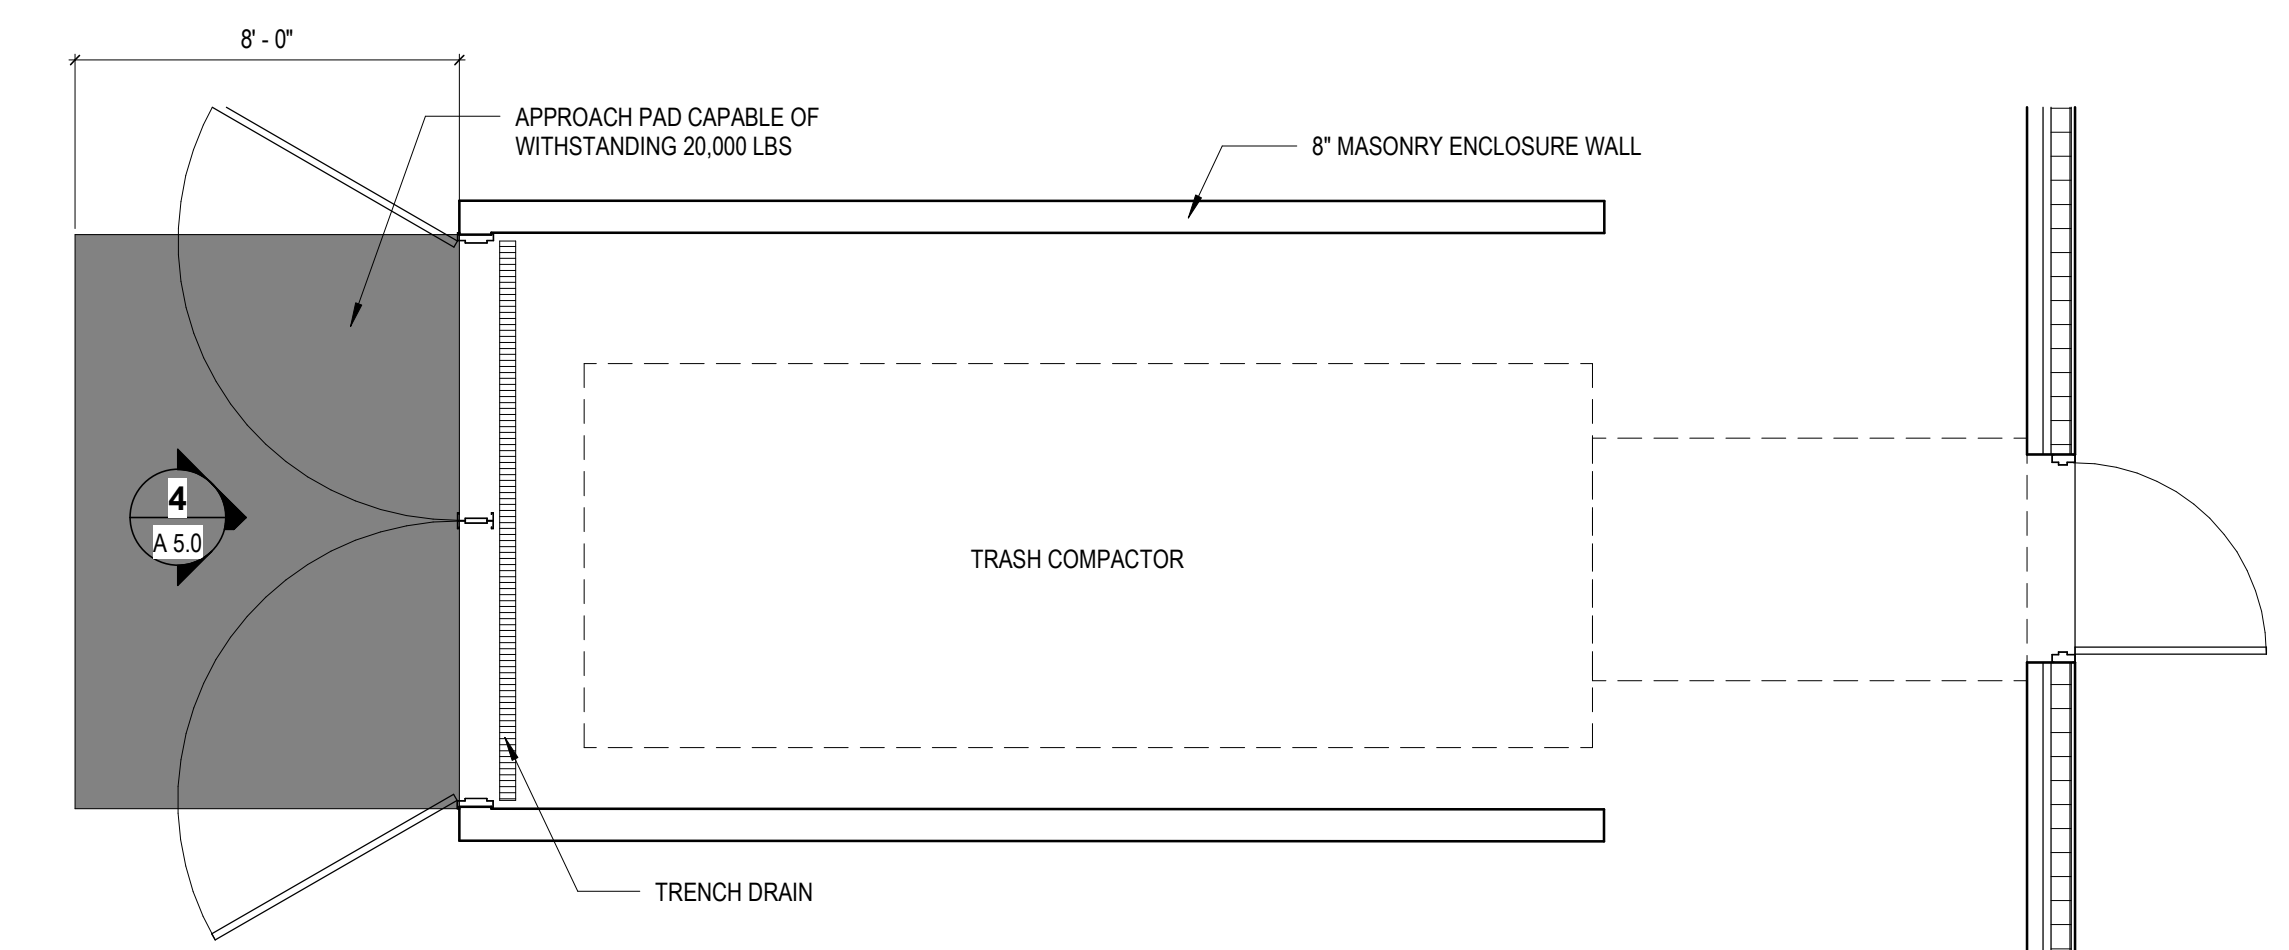 8' - 0"
APPROACH PAD CAPABLE OF
WITHSTANDING 20,000 LBS
8" MASONRY ENCLOSURE WALL
4
A 5.0
TRASH COMPACTOR
TRENCH DRAIN